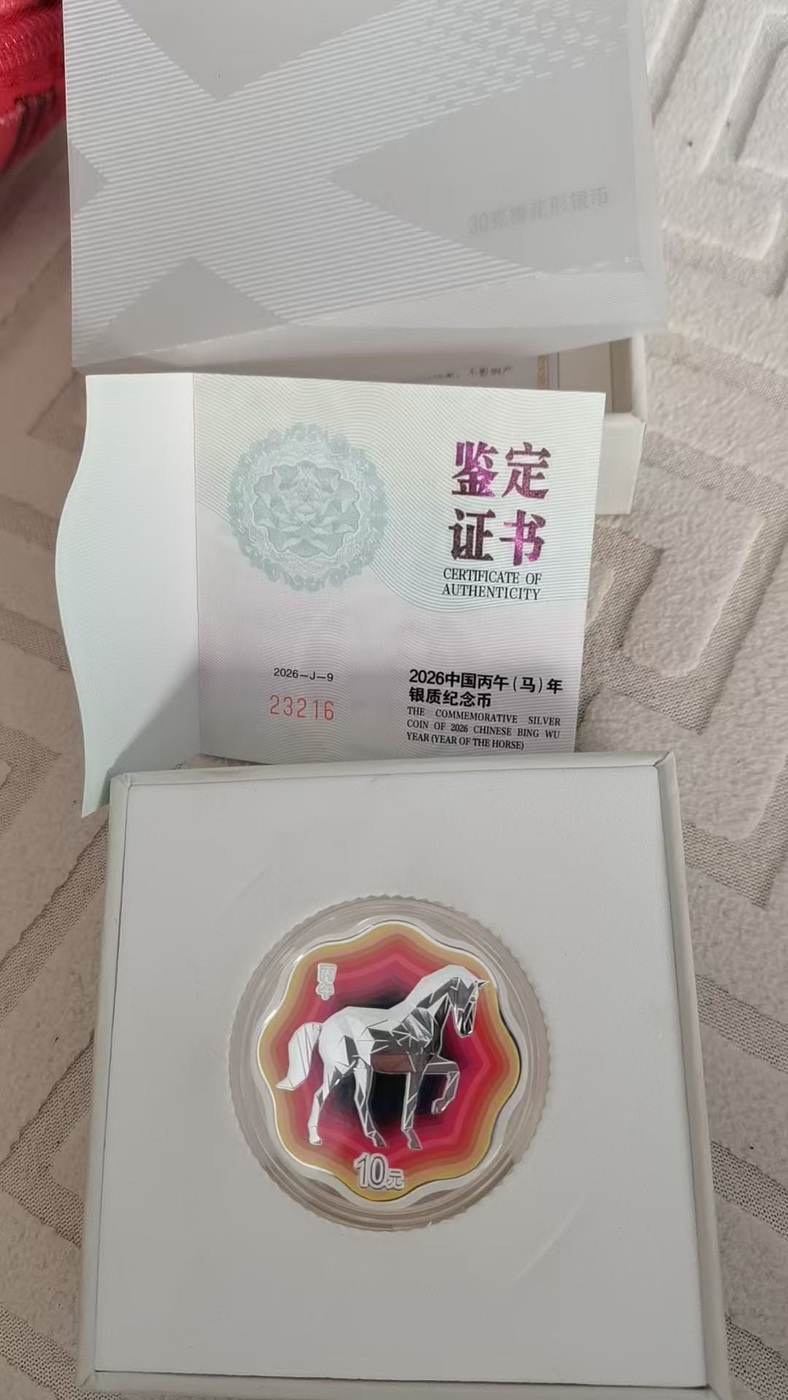 30克梅花形银币
鉴定
证书
CERTIFICATE OF
AUTHENTICITY
2026—J—9
23216
2026中国丙午(马)年
银质纪念币
THE COMMEMORATIVE SILVER
COIN OF 2026 CHINESE BING WU
YEAR (YEAR OF THE HORSE)
丙午
10元